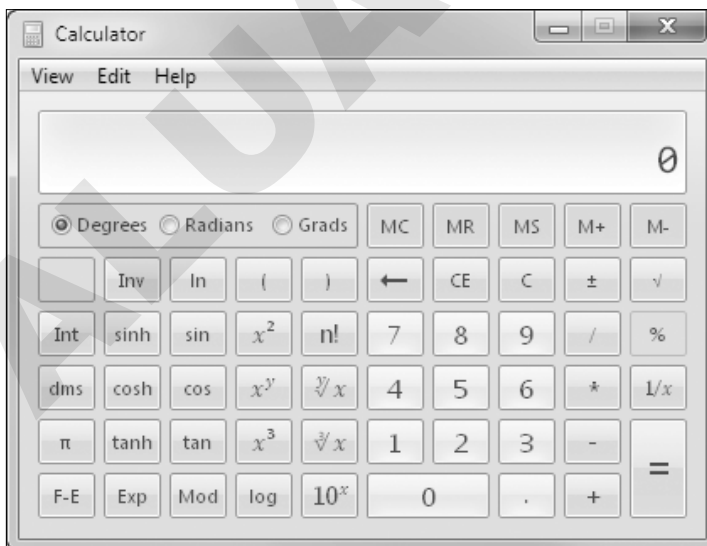 Calculator
View Edit Help
0
Degrees Radians Grads MC MR MS M+ M-
Inv ln ( ) ← CE C ± √
Int sinh sin x² n! 7 8 9 / %
dms cosh cos xʸ ʸ√x 4 5 6 * 1/x
π tanh tan x³ ³√x 1 2 3 - =
F-E Exp Mod log 10ˣ 0 . +